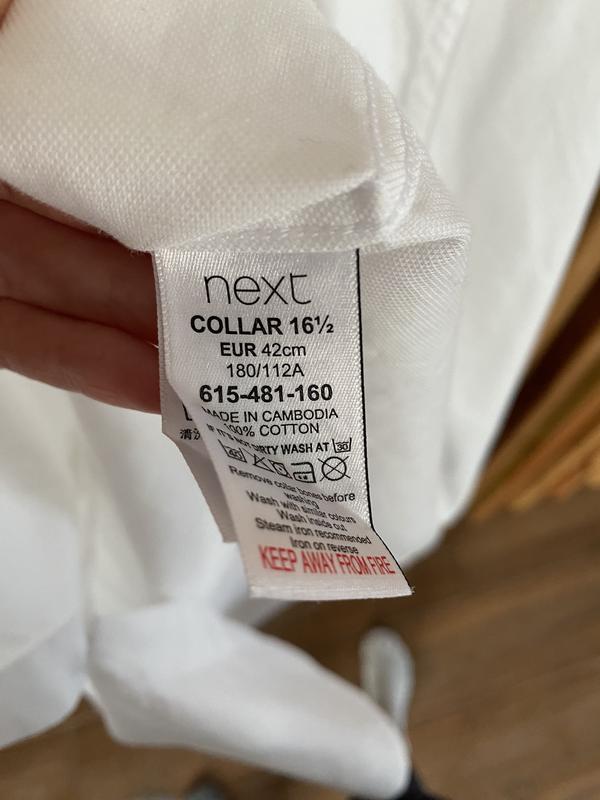 next
COLLAR 16½
EUR 42cm
180/112A
615-481-160
MADE IN CAMBODIA
100% COTTON
IF IT'S NOT DIRTY WASH AT 30
40
Remove collar bones before
washing
Wash with similar colours
Wash inside out
Steam iron recommended
Iron on reverse
KEEP AWAY FROM FIRE